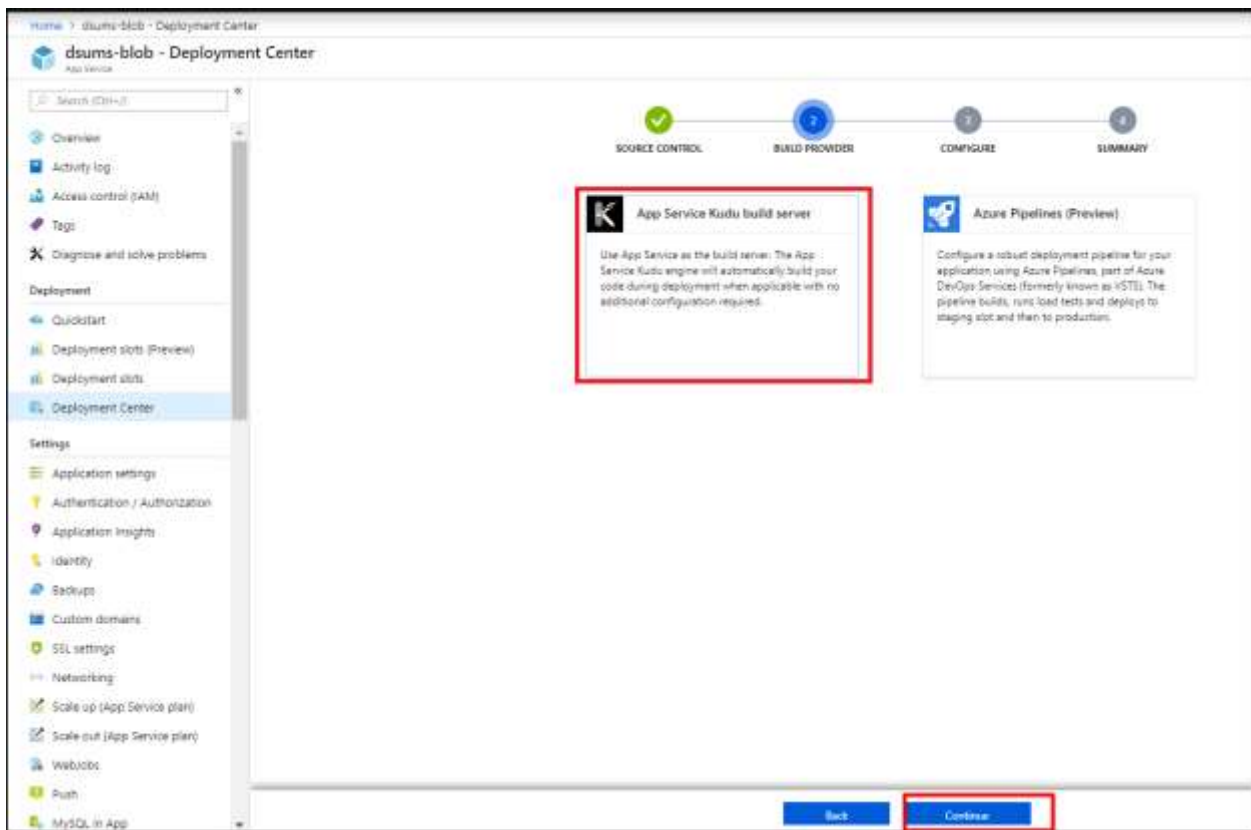 Home > dsums-blob - Deployment Center
dsums-blob - Deployment Center
App Service
Search (Ctrl+/)
Overview
Activity log
Access control (IAM)
Tags
Diagnose and solve problems
Deployment
Quickstart
Deployment slots (Preview)
Deployment slots
Deployment Center
Settings
Application settings
Authentication / Authorization
Application Insights
Identity
Backups
Custom domains
SSL settings
Networking
Scale up (App Service plan)
Scale out (App Service plan)
WebJobs
Push
MySQL in App
2
3
4
SOURCE CONTROL
BUILD PROVIDER
CONFIGURE
SUMMARY
App Service Kudu build server
Use App Service as the build server. The App
Service Kudu engine will automatically build your
code during deployment when applicable with no
additional configuration required.
Azure Pipelines (Preview)
Configure a robust deployment pipeline for your
application using Azure Pipelines, part of Azure
DevOps Services (formerly known as VSTS). The
pipeline builds, runs load tests and deploys to
staging slot and then to production.
Back
Continue